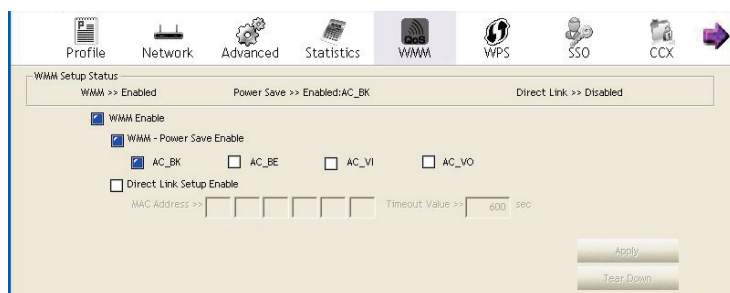 Profile Network Advanced Statistics QoS WMM WPS SSO CCX
WMM Setup Status
WMM >> Enabled Power Save >> Enabled:AC_BK Direct Link >> Disabled
WMM Enable
WMM - Power Save Enable
AC_BK AC_BE AC_VI AC_VO
Direct Link Setup Enable
MAC Address >> Timeout Value >> 600 sec
Apply
Tear Down